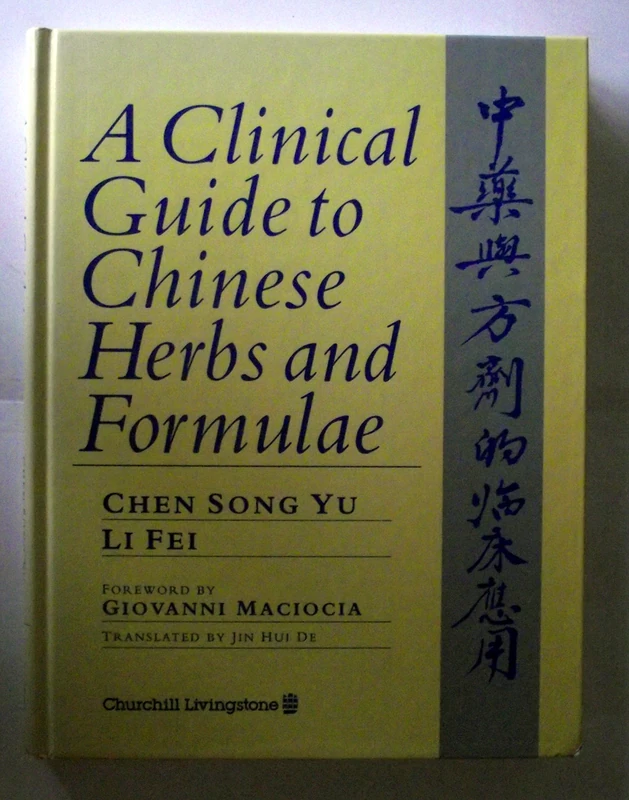 A Clinical
Guide to
Chinese
Herbs and
Formulae
CHEN SONG YU
LI FEI
FOREWORD BY
GIOVANNI MACIOCIA
TRANSLATED BY JIN HUI DE
Churchill Livingstone
中藥與方劑的临床應用